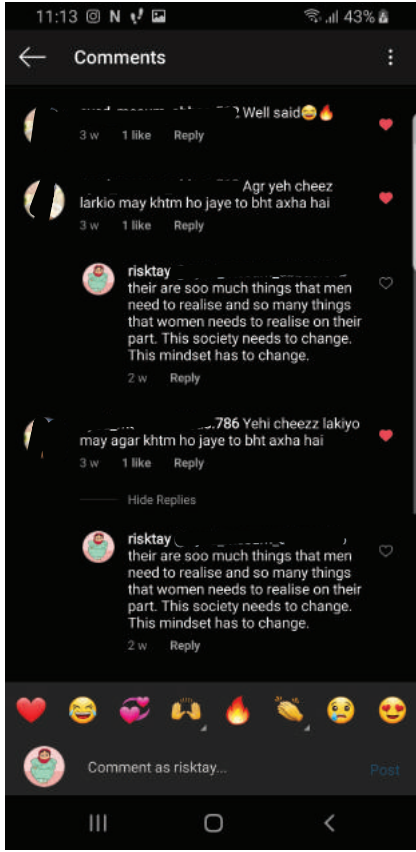 11:13 N 43%
Comments
Well said😂🔥
3 w 1 like Reply
Agr yeh cheez
larkio may khtm ho jaye to bht axha hai
3 w 1 like Reply
risktay
their are soo much things that men
need to realise and so many things
that women needs to realise on their
part. This society needs to change.
This mindset has to change.
2 w Reply
.786 Yehi cheezz lakiyo
may agar khtm ho jaye to bht axha hai
3 w 1 like Reply
Hide Replies
risktay
their are soo much things that men
need to realise and so many things
that women needs to realise on their
part. This society needs to change.
This mindset has to change.
2 w Reply
Comment as risktay... Post